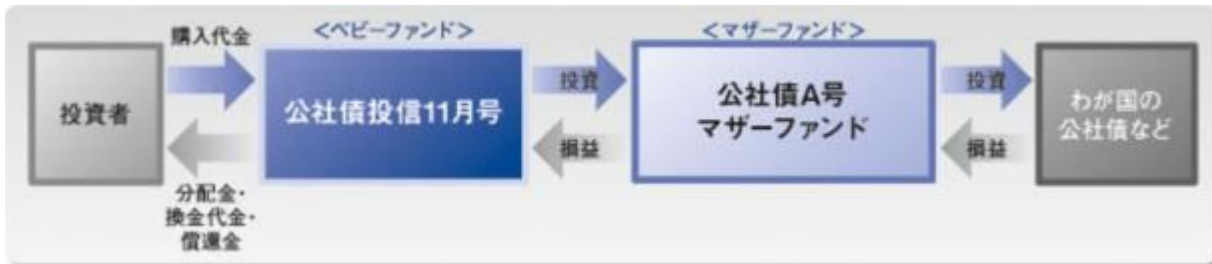 購入代金
<ベビーファンド>
<マザーファンド>
投資者
公社債投信11月号
投資
公社債A号
マザーファンド
投資
わが国の
公社債など
損益
損益
分配金・
換金代金・
償還金